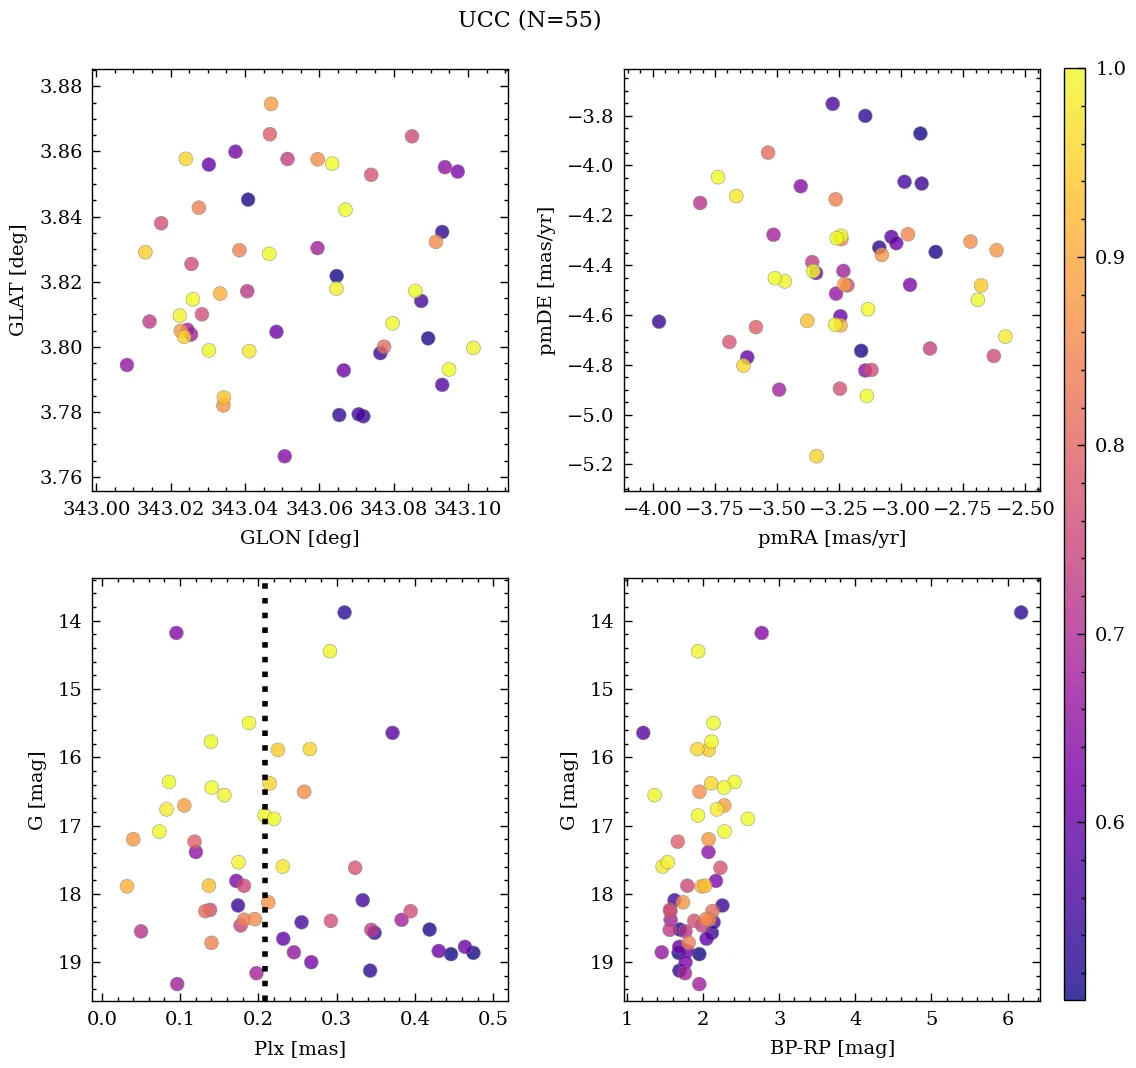 UCC (N=55)
3.88
3.86
3.84
3.82
3.80
3.78
3.76
GLAT [deg]
343.00 343.02 343.04 343.06 343.08 343.10
GLON [deg]
−3.8
−4.0
−4.2
−4.4
−4.6
−4.8
−5.0
−5.2
pmDE [mas/yr]
−4.00 −3.75 −3.50 −3.25 −3.00 −2.75 −2.50
pmRA [mas/yr]
14
15
16
17
18
19
G [mag]
0.0 0.1 0.2 0.3 0.4 0.5
Plx [mas]
14
15
16
17
18
19
G [mag]
1 2 3 4 5 6
BP-RP [mag]
1.0
0.9
0.8
0.7
0.6